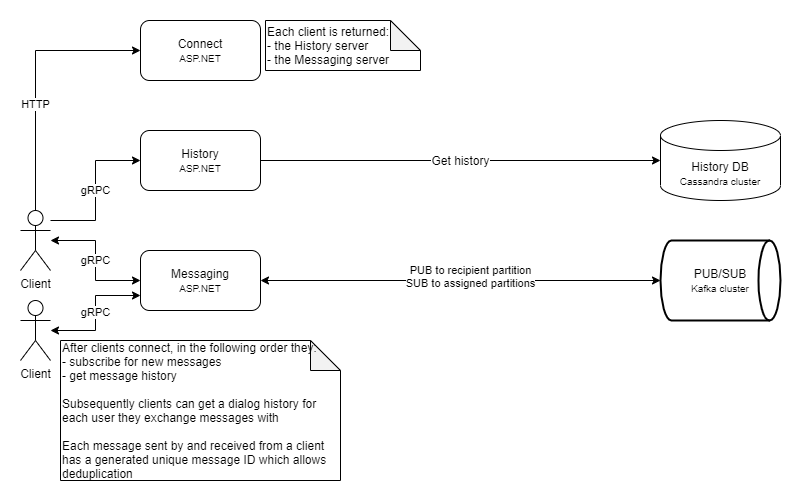 Connect
ASP.NET
Each client is returned:
- the History server
- the Messaging server
HTTP
History
ASP.NET
Get history
History DB
Cassandra cluster
gRPC
Client
gRPC
Messaging
ASP.NET
PUB to recipient partition
SUB to assigned partitions
PUB/SUB
Kafka cluster
gRPC
Client
After clients connect, in the following order they:
- subscribe for new messages
- get message history
Subsequently clients can get a dialog history for
each user they exchange messages with
Each message sent by and received from a client
has a generated unique message ID which allows
deduplication